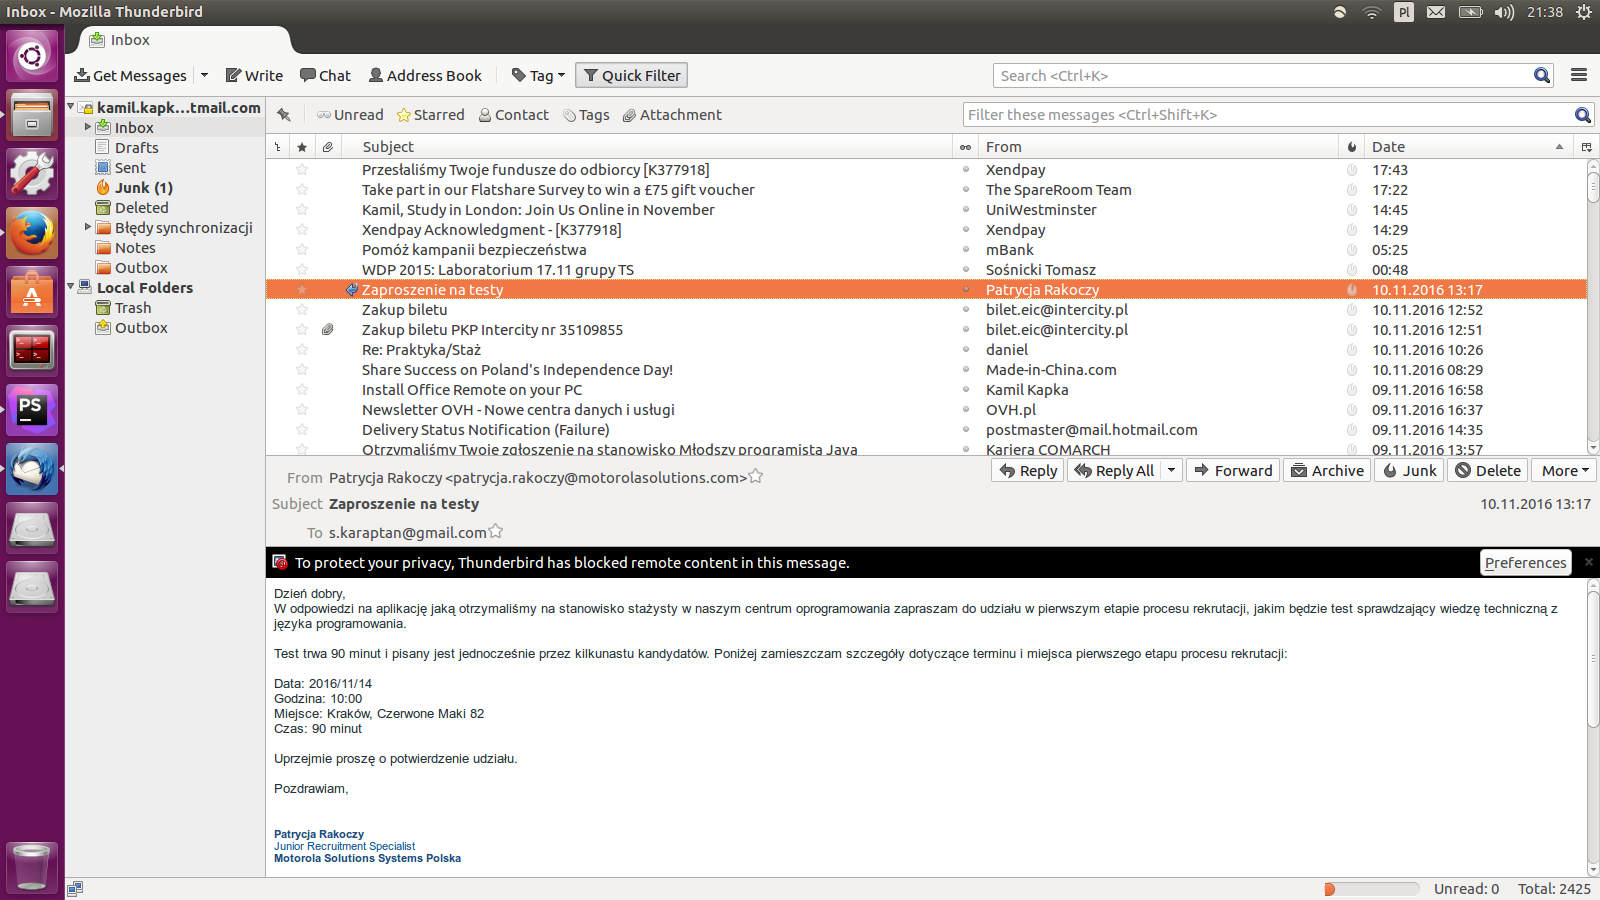 Inbox - Mozilla Thunderbird
Pl
21:38
Inbox
Get Messages
Write
Chat
Address Book
Tag
Quick Filter
Search <Ctrl+K>
kamil.kapk...tmail.com
Inbox
Drafts
Sent
Junk (1)
Deleted
Błędy synchronizacji
Notes
Outbox
Local Folders
Trash
Outbox
PS
Unread
Starred
Contact
Tags
Attachment
Filter these messages <Ctrl+Shift+K>
Subject From Date
Przesłaliśmy Twoje fundusze do odbiorcy [K377918] Xendpay 17:43
Take part in our Flatshare Survey to win a £75 gift voucher The SpareRoom Team 17:22
Kamil, Study in London: Join Us Online in November UniWestminster 14:45
Xendpay Acknowledgment - [K377918] Xendpay 14:29
Pomóż kampanii bezpieczeństwa mBank 05:25
WDP 2015: Laboratorium 17.11 grupy TS Sośnicki Tomasz 00:48
Zaproszenie na testy Patrycja Rakoczy 10.11.2016 13:17
Zakup biletu bilet.eic@intercity.pl 10.11.2016 12:52
Zakup biletu PKP Intercity nr 35109855 bilet.eic@intercity.pl 10.11.2016 12:51
Re: Praktyka/Staż daniel 10.11.2016 10:26
Share Success on Poland's Independence Day! Made-in-China.com 10.11.2016 08:29
Install Office Remote on your PC Kamil Kapka 09.11.2016 16:58
Newsletter OVH - Nowe centra danych i usługi OVH.pl 09.11.2016 16:37
Delivery Status Notification (Failure) postmaster@mail.hotmail.com 09.11.2016 14:35
Otrzymaliśmy Twoje zgłoszenie na stanowisko Młodszy programista Java Kariera COMARCH 09.11.2016 13:57
From Patrycja Rakoczy <patrycja.rakoczy@motorolasolutions.com>
Reply
Reply All
Forward
Archive
Junk
Delete
More
Subject Zaproszenie na testy 10.11.2016 13:17
To s.karaptan@gmail.com
To protect your privacy, Thunderbird has blocked remote content in this message.
Preferences
Dzień dobry,
W odpowiedzi na aplikację jaką otrzymaliśmy na stanowisko stażysty w naszym centrum oprogramowania zapraszam do udziału w pierwszym etapie procesu rekrutacji, jakim będzie test sprawdzający wiedzę techniczną z
języka programowania.
Test trwa 90 minut i pisany jest jednocześnie przez kilkunastu kandydatów. Poniżej zamieszczam szczegóły dotyczące terminu i miejsca pierwszego etapu procesu rekrutacji:
Data: 2016/11/14
Godzina: 10:00
Miejsce: Kraków, Czerwone Maki 82
Czas: 90 minut
Uprzejmie proszę o potwierdzenie udziału.
Pozdrawiam,
Patrycja Rakoczy
Junior Recruitment Specialist
Motorola Solutions Systems Polska
Unread: 0 Total: 2425